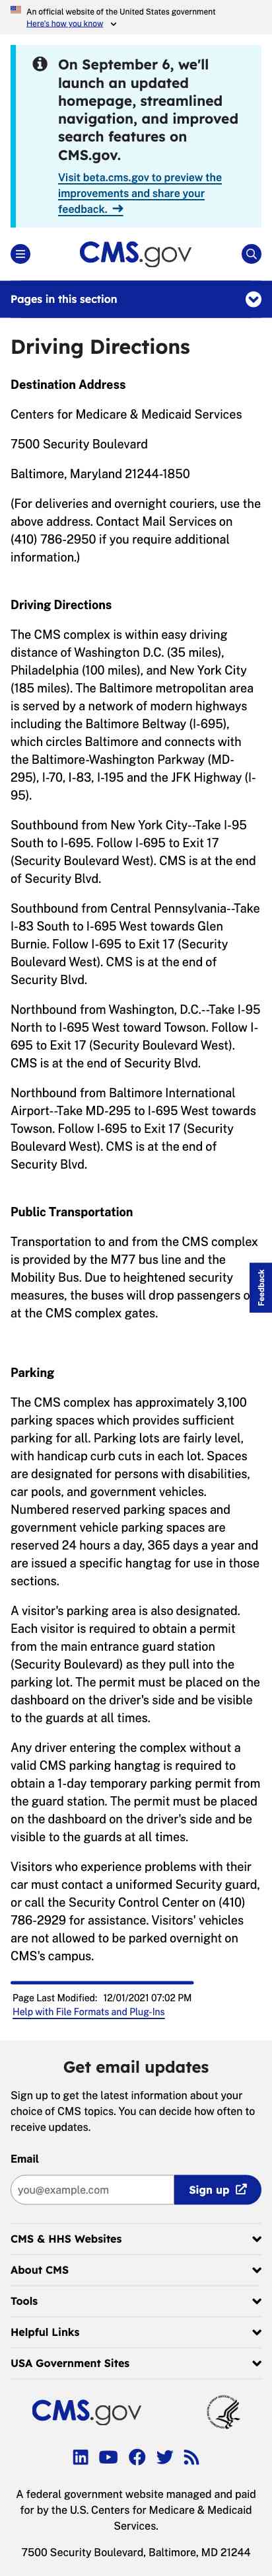 An official website of the United States government
Here's how you know
On September 6, we'll
launch an updated
homepage, streamlined
navigation, and improved
search features on
CMS.gov.
Visit beta.cms.gov to preview the
improvements and share your
feedback.
CMS.gov
Pages in this section
Driving Directions
Destination Address
Centers for Medicare & Medicaid Services
7500 Security Boulevard
Baltimore, Maryland 21244-1850
(For deliveries and overnight couriers, use the
above address. Contact Mail Services on
(410) 786-2950 if you require additional
information.)
Driving Directions
The CMS complex is within easy driving
distance of Washington D.C. (35 miles),
Philadelphia (100 miles), and New York City
(185 miles). The Baltimore metropolitan area
is served by a network of modern highways
including the Baltimore Beltway (I-695),
which circles Baltimore and connects with
the Baltimore-Washington Parkway (MD-
295), I-70, I-83, I-195 and the JFK Highway (I-
95).
Southbound from New York City--Take I-95
South to I-695. Follow I-695 to Exit 17
(Security Boulevard West). CMS is at the end
of Security Blvd.
Southbound from Central Pennsylvania--Take
I-83 South to I-695 West towards Glen
Burnie. Follow I-695 to Exit 17 (Security
Boulevard West). CMS is at the end of
Security Blvd.
Northbound from Washington, D.C.--Take I-95
North to I-695 West toward Towson. Follow I-
695 to Exit 17 (Security Boulevard West).
CMS is at the end of Security Blvd.
Northbound from Baltimore International
Airport--Take MD-295 to I-695 West towards
Towson. Follow I-695 to Exit 17 (Security
Boulevard West). CMS is at the end of
Security Blvd.
Public Transportation
Transportation to and from the CMS complex
is provided by the M77 bus line and the
Mobility Bus. Due to heightened security
measures, the buses will drop passengers
at the CMS complex gates.
Feedback
Parking
The CMS complex has approximately 3,100
parking spaces which provides sufficient
parking for all. Parking lots are fairly level,
with handicap curb cuts in each lot. Spaces
are designated for persons with disabilities,
car pools, and government vehicles.
Numbered reserved parking spaces and
government vehicle parking spaces are
reserved 24 hours a day, 365 days a year and
are issued a specific hangtag for use in those
sections.
A visitor's parking area is also designated.
Each visitor is required to obtain a permit
from the main entrance guard station
(Security Boulevard) as they pull into the
parking lot. The permit must be placed on the
dashboard on the driver's side and be visible
to the guards at all times.
Any driver entering the complex without a
valid CMS parking hangtag is required to
obtain a 1-day temporary parking permit from
the guard station. The permit must be placed
on the dashboard on the driver's side and be
visible to the guards at all times.
Visitors who experience problems with their
car must contact a uniformed Security guard,
or call the Security Control Center on (410)
786-2929 for assistance. Visitors' vehicles
are not allowed to be parked overnight on
CMS's campus.
Page Last Modified: 12/01/2021 07:02 PM
Help with File Formats and Plug-Ins
Get email updates
Sign up to get the latest information about your
choice of CMS topics. You can decide how often to
receive updates.
Email
you@example.com
Sign up
CMS & HHS Websites
About CMS
Tools
Helpful Links
USA Government Sites
CMS.gov
A federal government website managed and paid
for by the U.S. Centers for Medicare & Medicaid
Services.
7500 Security Boulevard, Baltimore, MD 21244